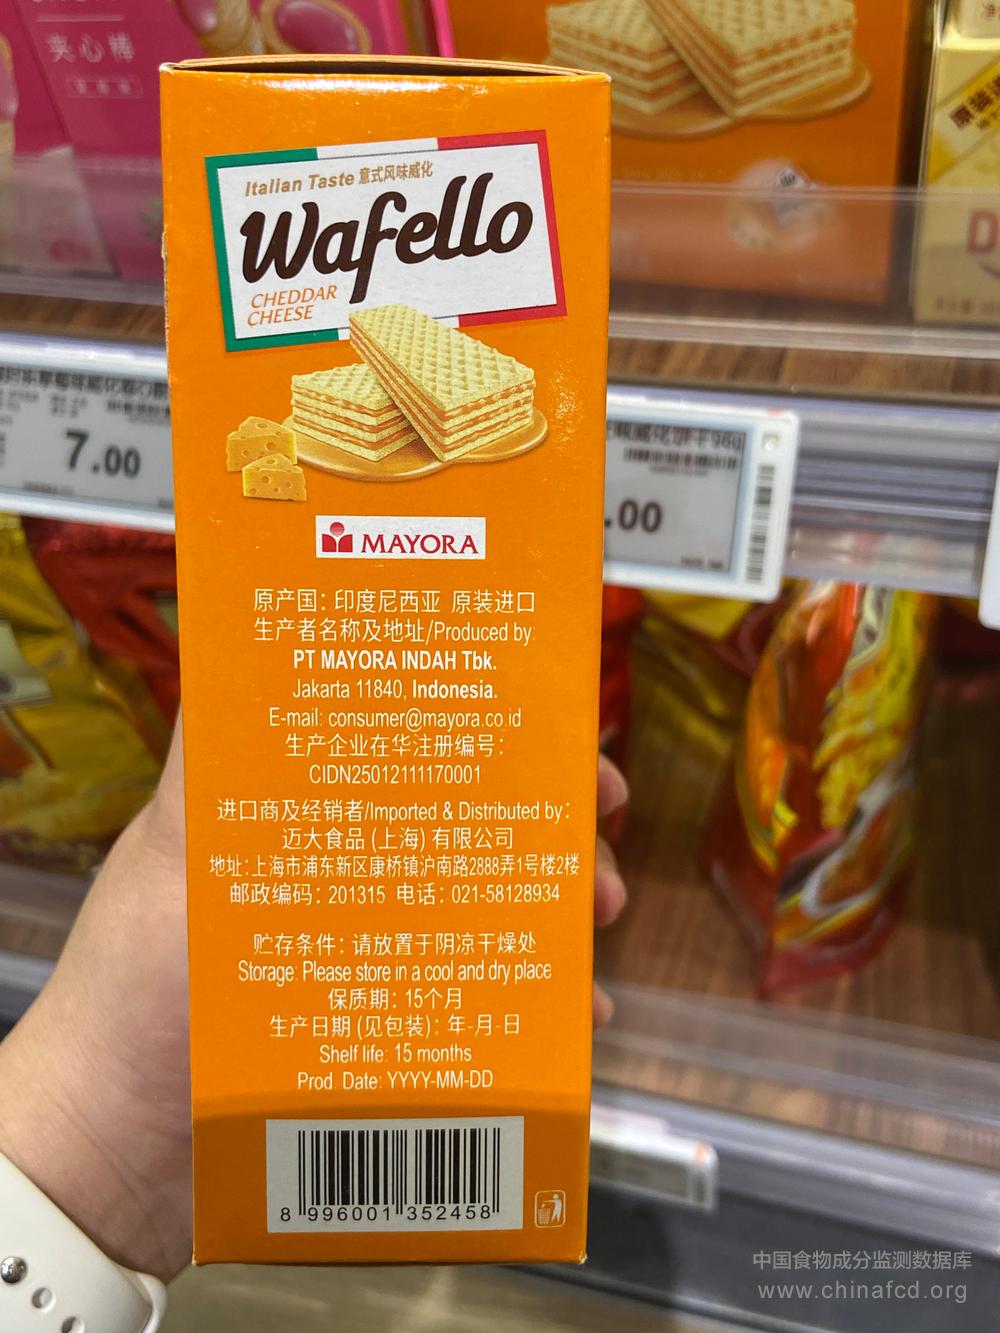 夹心棒
原装进
Italian Taste 意式风味威化
Wafello
CHEDDAR
CHEESE
7.00
.00
MAYORA
原产国：印度尼西亚 原装进口
生产者名称及地址/Produced by:
PT MAYORA INDAH Tbk.
Jakarta 11840, Indonesia.
E-mail: consumer@mayora.co.id
生产企业在华注册编号：
CIDN25012111170001
进口商及经销者/Imported & Distributed by：
迈大食品 (上海) 有限公司
地址：上海市浦东新区康桥镇沪南路2888弄1号楼2楼
邮政编码：201315 电话：021-58128934
贮存条件：请放置于阴凉干燥处
Storage: Please store in a cool and dry place
保质期：15个月
生产日期 (见包装)：年-月-日
Shelf life: 15 months
Prod Date: YYYY-MM-DD
8 996001 352458
中国食物成分监测数据库
www.chinafcd.org